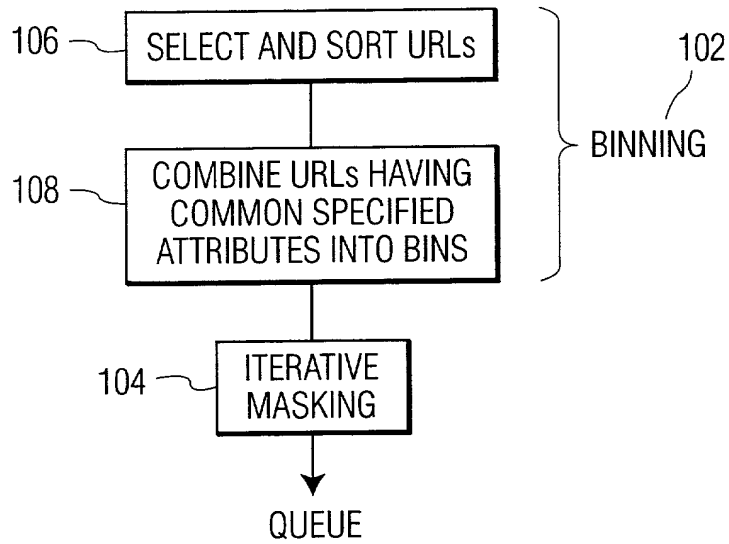 106
SELECT AND SORT URLs
102
BINNING
108
COMBINE URLs HAVING
COMMON SPECIFIED
ATTRIBUTES INTO BINS
104
ITERATIVE
MASKING
QUEUE